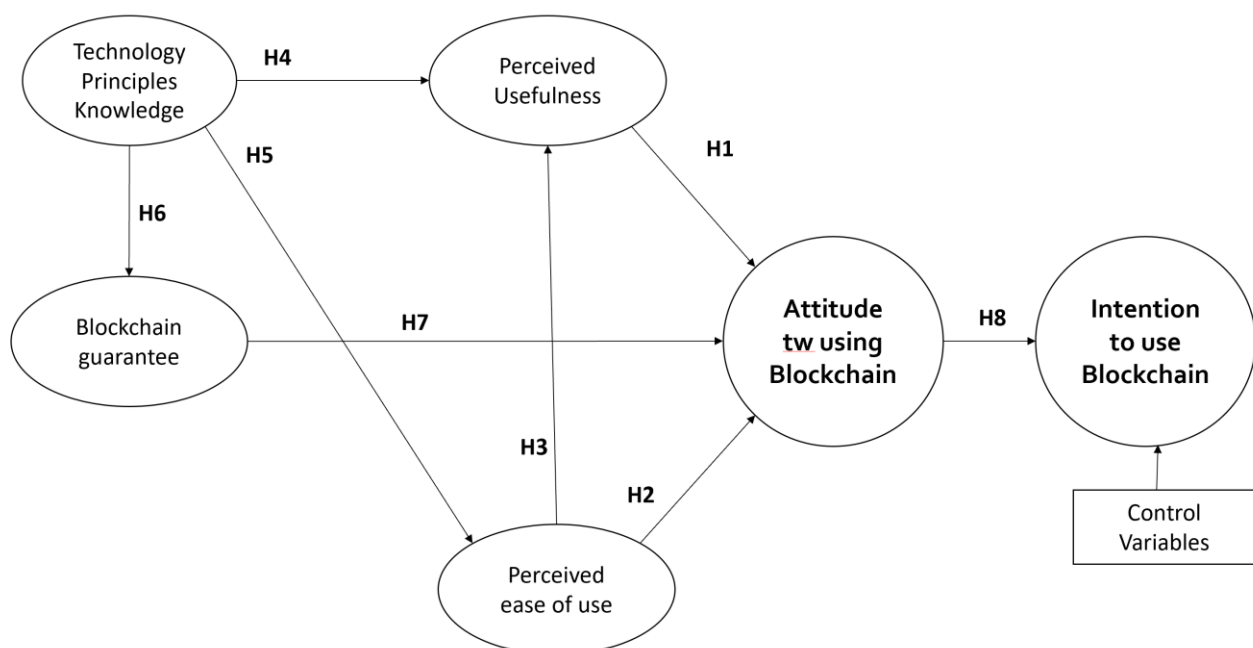 Technology
Principles
Knowledge
H4
Perceived
Usefulness
H5
H1
H6
Blockchain
guarantee
H7
Attitude
tw using
Blockchain
H8
Intention
to use
Blockchain
H3
H2
Control
Variables
Perceived
ease of use